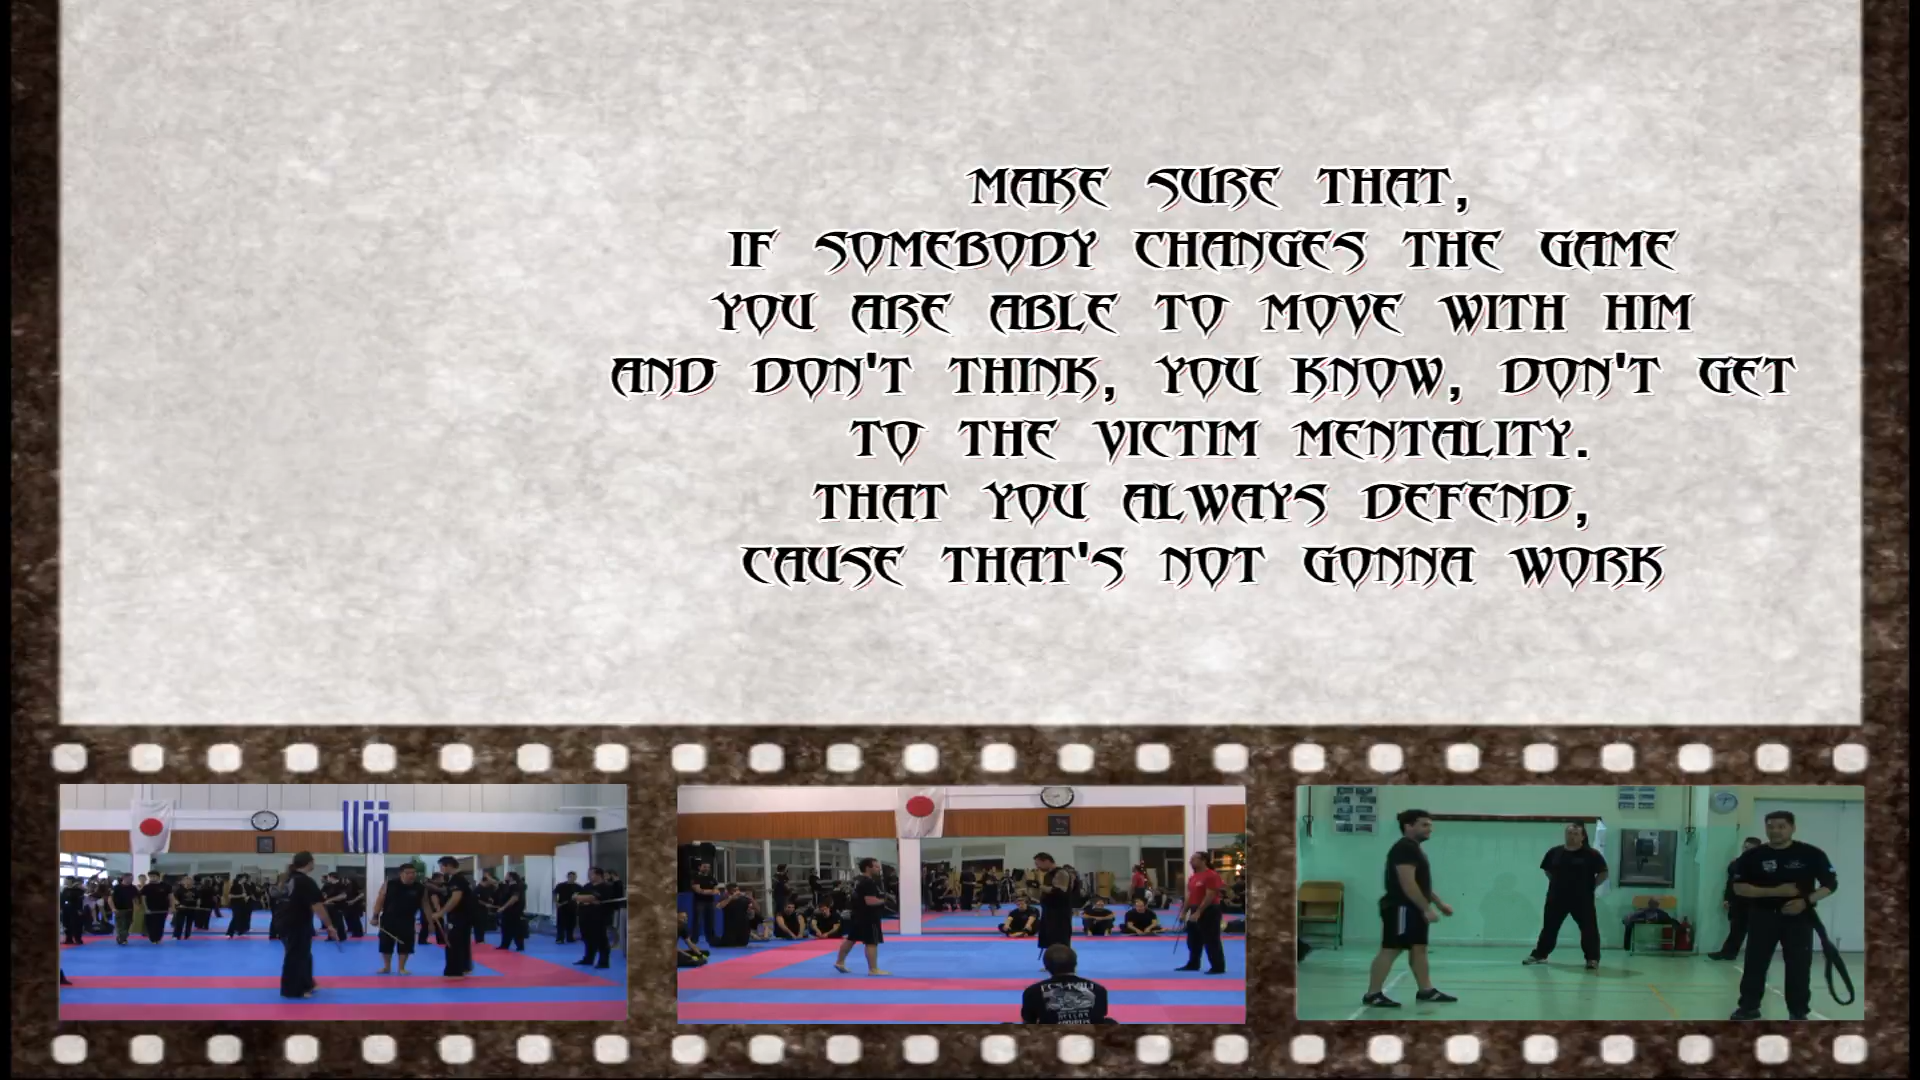 MAKE SURE THAT,
IF SOMEBODY CHANGES THE GAME
YOU ARE ABLE TO MOVE WITH HIM
AND DON'T THINK, YOU KNOW, DON'T GET
TO THE VICTIM MENTALITY.
THAT YOU ALWAYS DEFEND,
CAUSE THAT'S NOT GONNA WORK